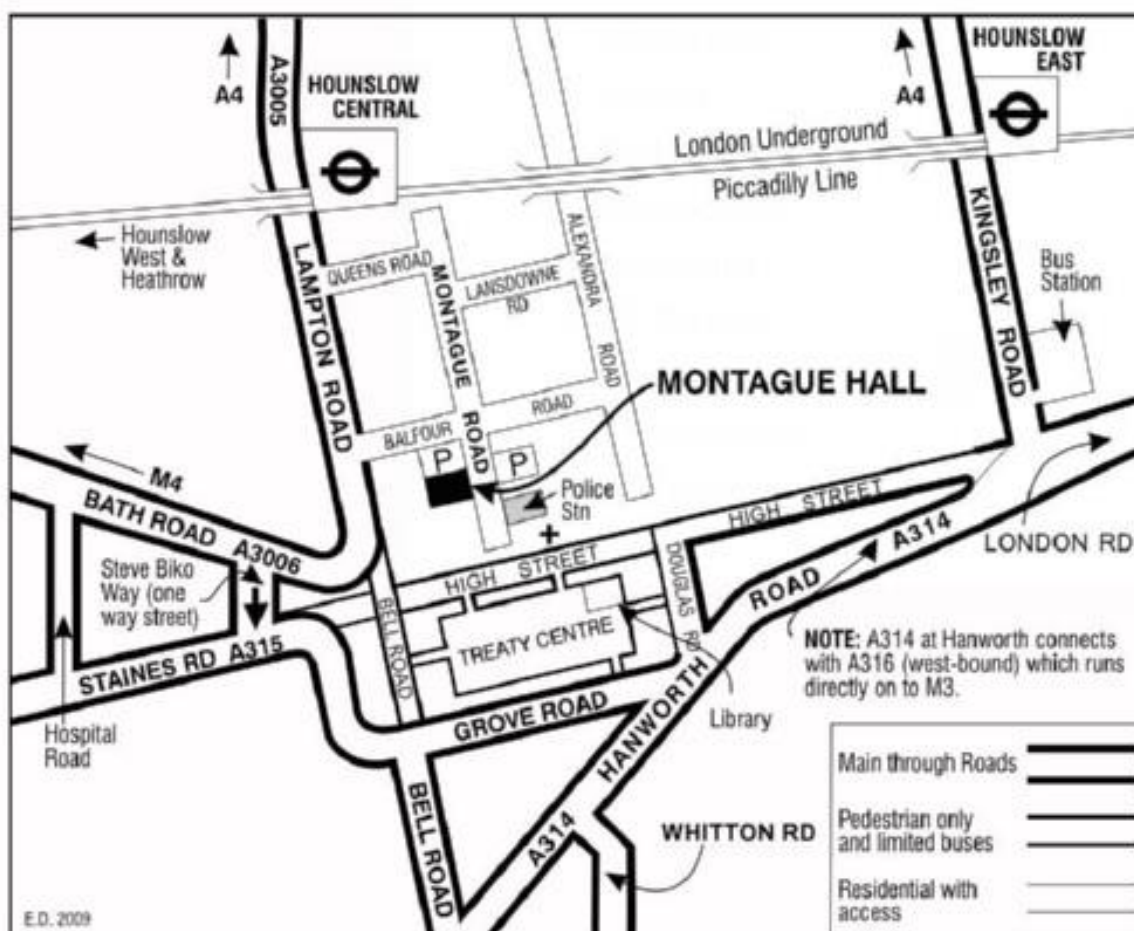 A4
A3005
HOUNSLOW
CENTRAL
A4
HOUNSLOW
EAST
London Underground
Piccadilly Line
Hounslow
West &
Heathrow
LAMPTON ROAD
QUEENS ROAD
MONTAGUE ROAD
LANSDOWNE
RD
ALEXANDRA ROAD
KINGSLEY ROAD
Bus
Station
MONTAGUE HALL
BALFOUR ROAD
P
P
Police
Stn
M4
BATH ROAD A3006
HIGH STREET
HIGH STREET
A314
LONDON RD
Steve Biko
Way (one
way street)
BELL ROAD
DOUGLAS RD
TREATY CENTRE
HANWORTH ROAD
STAINES RD A315
NOTE: A314 at Hanworth connects
with A316 (west-bound) which runs
directly on to M3.
GROVE ROAD
Library
Hospital
Road
BELL ROAD
A314
WHITTON RD
Main through Roads
Pedestrian only
and limited buses
Residential with
access
E.D. 2009